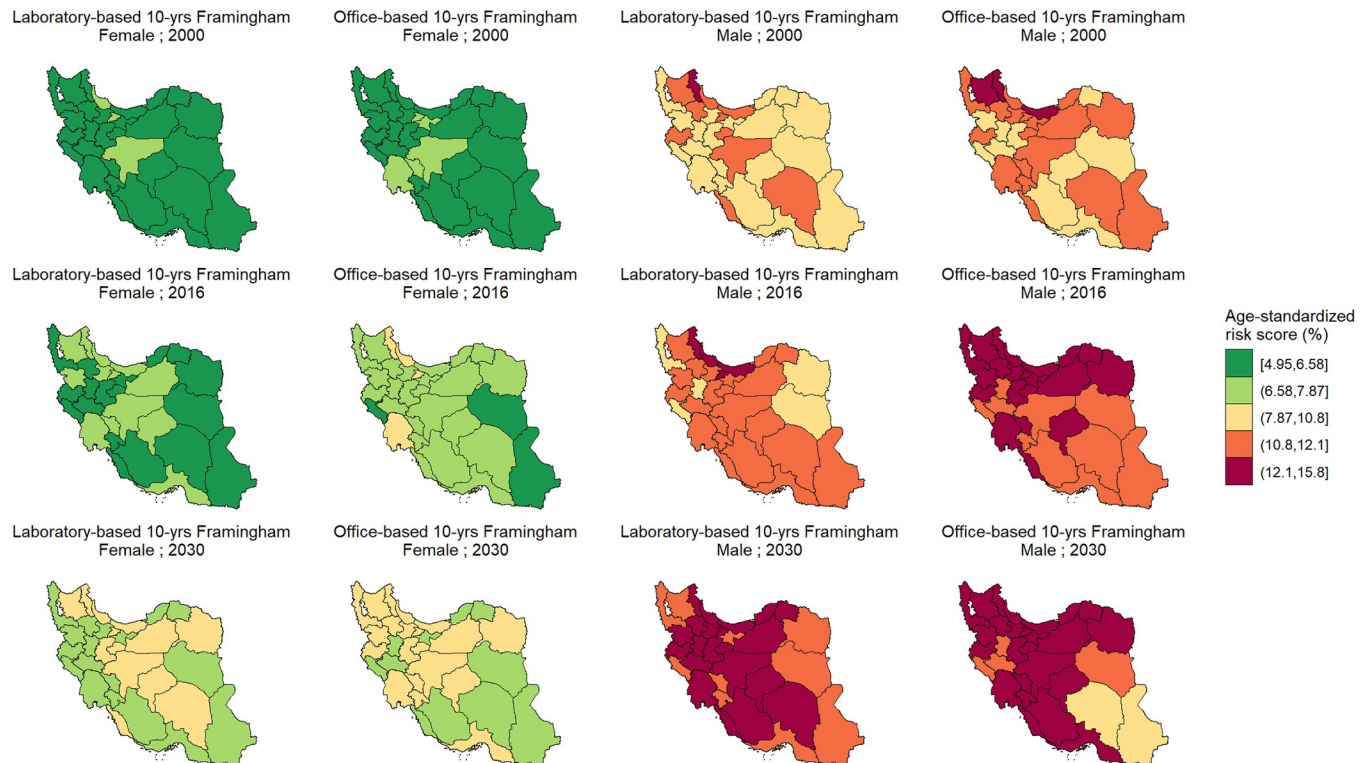 Laboratory-based 10-yrs Framingham
Female ; 2000
Office-based 10-yrs Framingham
Female ; 2000
Laboratory-based 10-yrs Framingham
Male ; 2000
Office-based 10-yrs Framingham
Male ; 2000
Laboratory-based 10-yrs Framingham
Female ; 2016
Office-based 10-yrs Framingham
Female ; 2016
Laboratory-based 10-yrs Framingham
Male ; 2016
Office-based 10-yrs Framingham
Male ; 2016
Age-standardized
risk score (%)
[4.95,6.58]
(6.58,7.87]
(7.87,10.8]
(10.8,12.1]
(12.1,15.8]
Laboratory-based 10-yrs Framingham
Female ; 2030
Office-based 10-yrs Framingham
Female ; 2030
Laboratory-based 10-yrs Framingham
Male ; 2030
Office-based 10-yrs Framingham
Male ; 2030